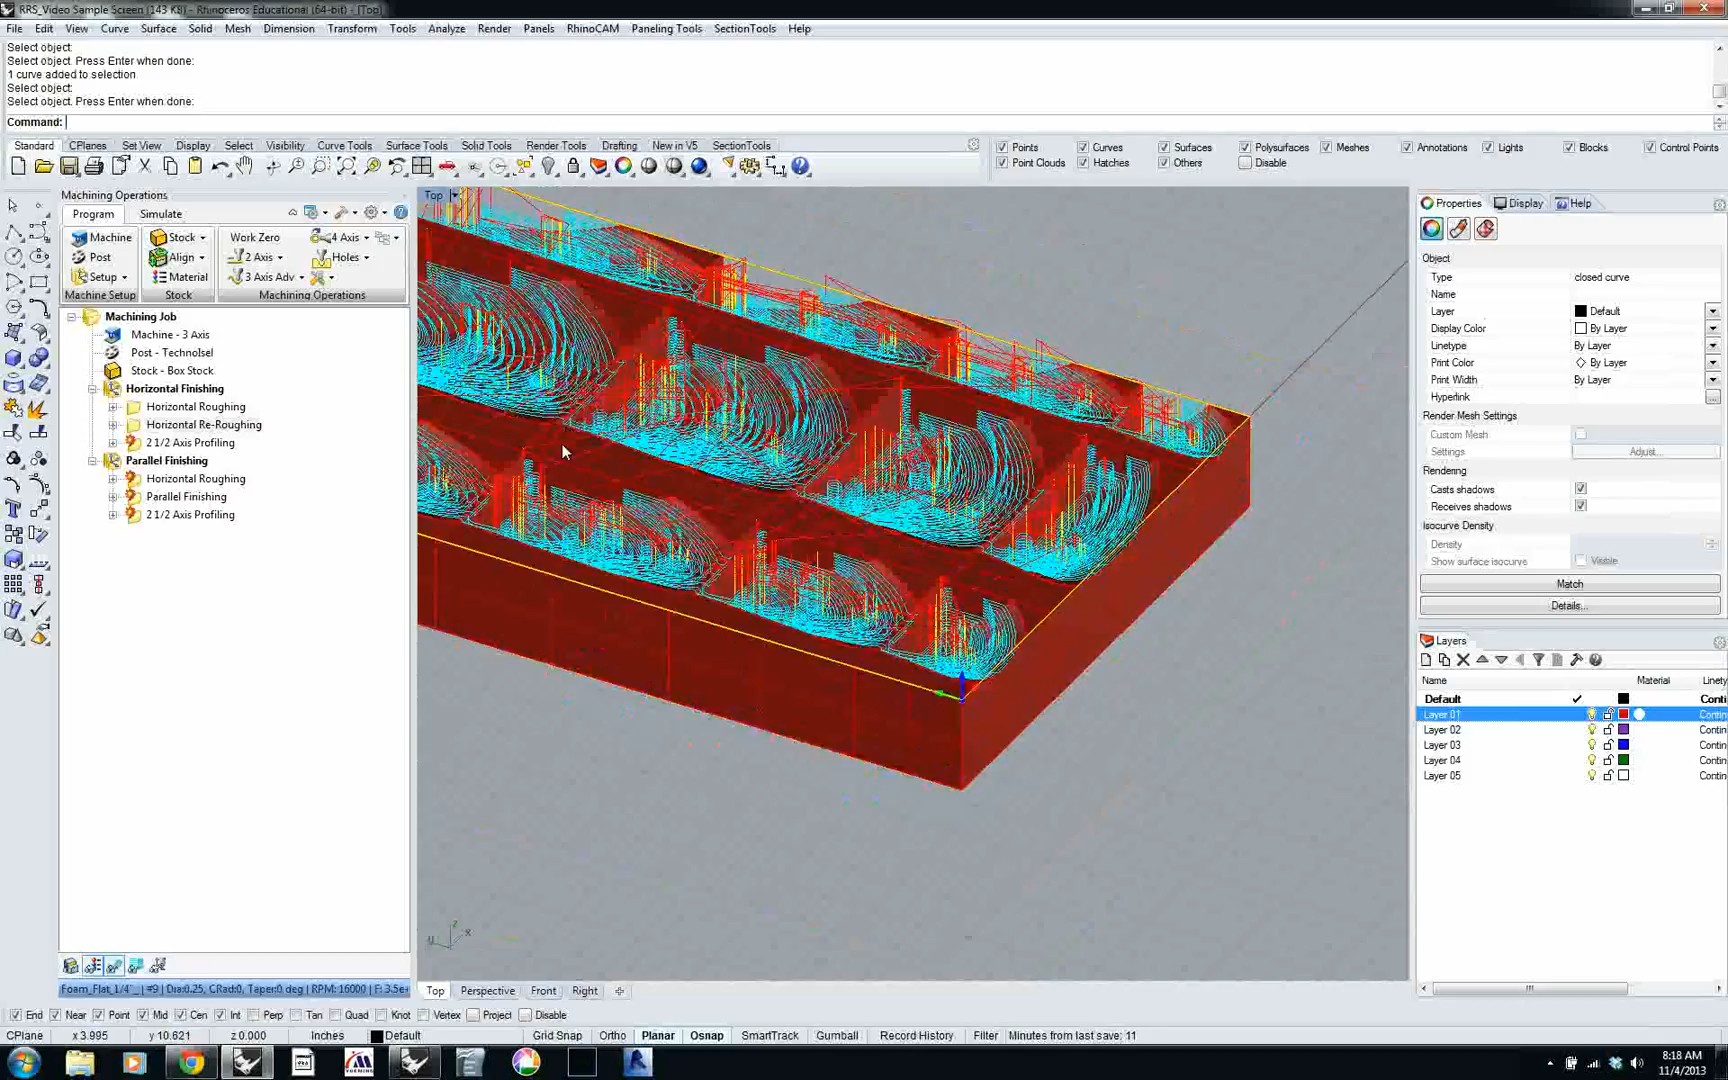 RRS_Video Sample Screen (143 KB) - Rhinoceros Educational (64-bit) - [Top]
File Edit View Curve Surface Solid Mesh Dimension Transform Tools Analyze Render Panels RhinoCAM Paneling Tools SectionTools Help
Select object:
Select object. Press Enter when done:
1 curve added to selection
Select object:
Select object. Press Enter when done:
Command:
Standard CPlanes Set View Display Select Viewport Layout Visibility Curve Tools Surface Tools Solid Tools Render Tools Drafting New in V5 SectionTools
Points Curves Surfaces Polysurfaces Meshes Annotations Lights Blocks Control Points
Point Clouds Hatches Others Disable
Machining Operations
Program Simulate
Machine Stock Work Zero 4 Axis
Post Align 2 Axis Holes
Setup Material 3 Axis Adv
Machine Setup Stock Machining Operations
Machining Job
Machine - 3 Axis
Post - Technolsel
Stock - Box Stock
Horizontal Finishing
Horizontal Roughing
Horizontal Re-Roughing
2 1/2 Axis Profiling
Parallel Finishing
Horizontal Roughing
Parallel Finishing
2 1/2 Axis Profiling
Foam_Flat_1/4"_ | #9 | Dia:0.25, CRad:0, Taper:0 deg | RPM: 16000 | F: 3.5e+
Top
z
x
y
Top Perspective Front Right
Properties Display Help
Object
Type closed curve
Name
Layer Default
Display Color By Layer
Linetype By Layer
Print Color By Layer
Print Width By Layer
Hyperlink ...
Render Mesh Settings
Custom Mesh
Settings Adjust...
Rendering
Casts shadows
Receives shadows
Isocurve Density
Density
Show surface isocurve Visible
Match
Details...
Layers
Name Material Linety
Default Conti
Layer 01 Contin
Layer 02 Contin
Layer 03 Contin
Layer 04 Contin
Layer 05 Contin
End Near Point Mid Cen Int Perp Tan Quad Knot Vertex Project Disable
CPlane x 3.995 y 10.621 z 0.000 Inches Default Grid Snap Ortho Planar Osnap SmartTrack Gumball Record History Filter Minutes from last save: 11
8:18 AM
11/4/2013